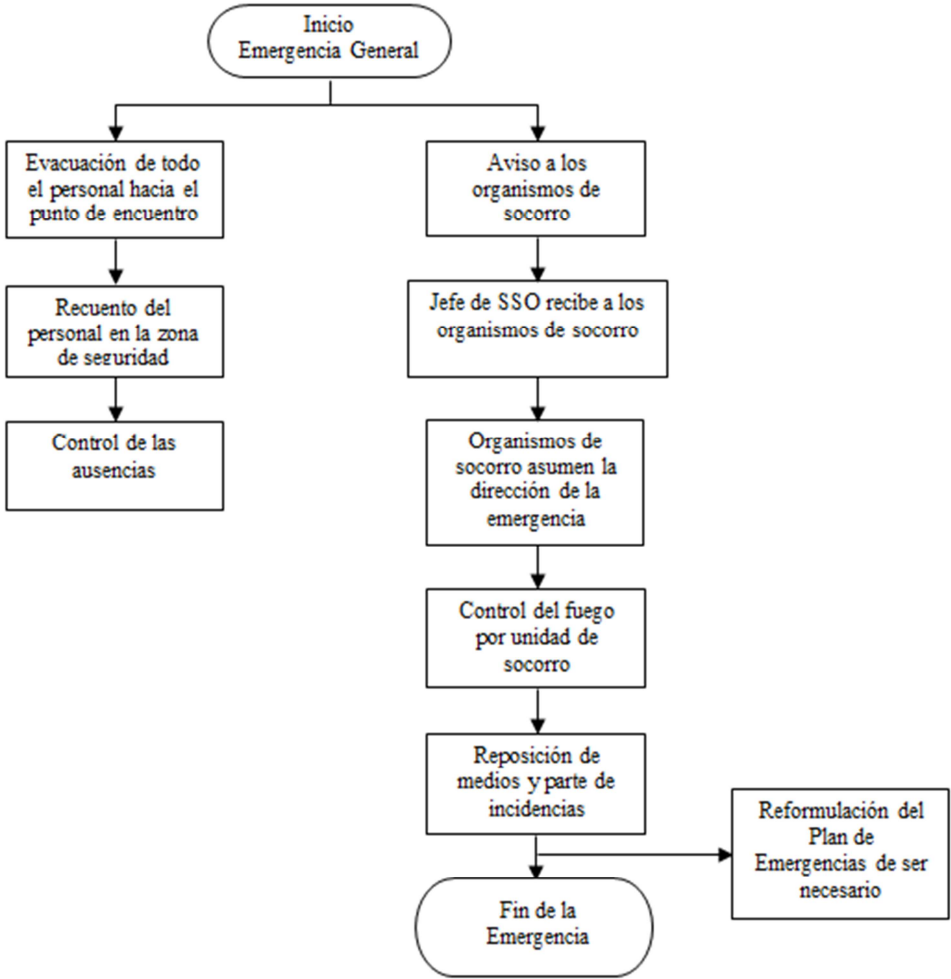 Inicio
Emergencia General
Evacuación de todo
el personal hacia el
punto de encuentro
Aviso a los
organismos de
socorro
Recuento del
personal en la zona
de seguridad
Jefe de SSO recibe a los
organismos de socorro
Control de las
ausencias
Organismos de
socorro asumen la
dirección de la
emergencia
Control del fuego
por unidad de
socorro
Reposición de
medios y parte de
incidencias
Reformulación del
Plan de
Emergencias de ser
necesario
Fin de la
Emergencia